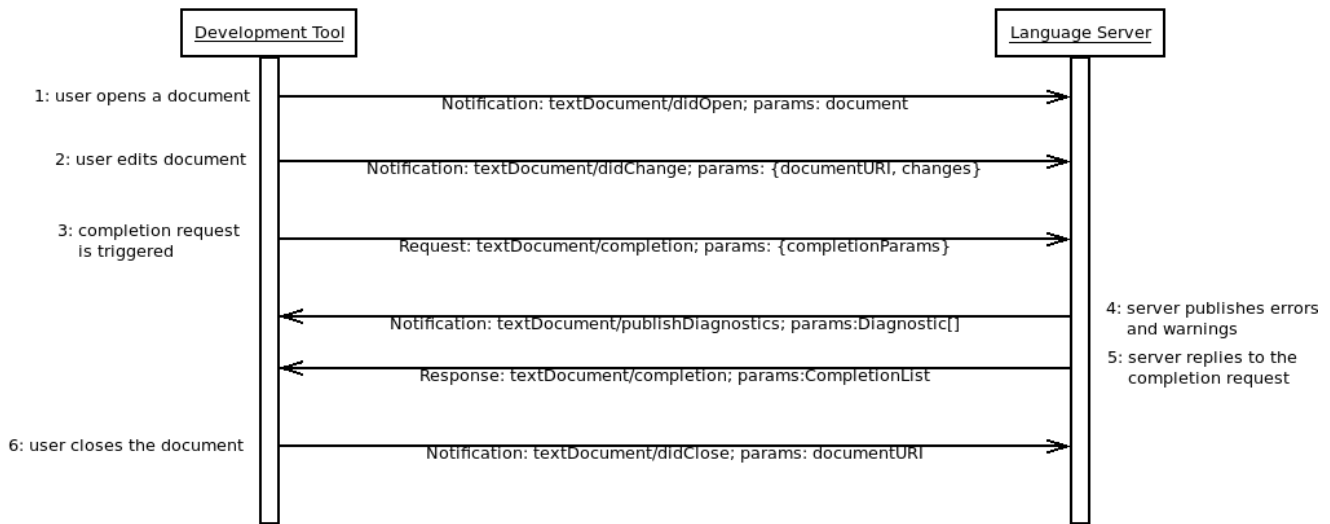 Development Tool
Language Server
1: user opens a document
Notification: textDocument/didOpen; params: document
2: user edits document
Notification: textDocument/didChange; params: {documentURI, changes}
3: completion request
is triggered
Request: textDocument/completion; params: {completionParams}
4: server publishes errors
and warnings
Notification: textDocument/publishDiagnostics; params:Diagnostic[]
5: server replies to the
completion request
Response: textDocument/completion; params:CompletionList
6: user closes the document
Notification: textDocument/didClose; params: documentURI